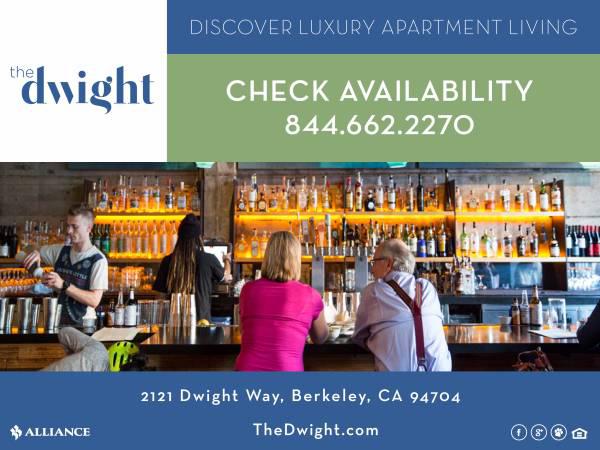 DISCOVER LUXURY APARTMENT LIVING
the
dwight
CHECK AVAILABILITY
844.662.2270
2121 Dwight Way, Berkeley, CA 94704
TheDwight.com
ALLIANCE